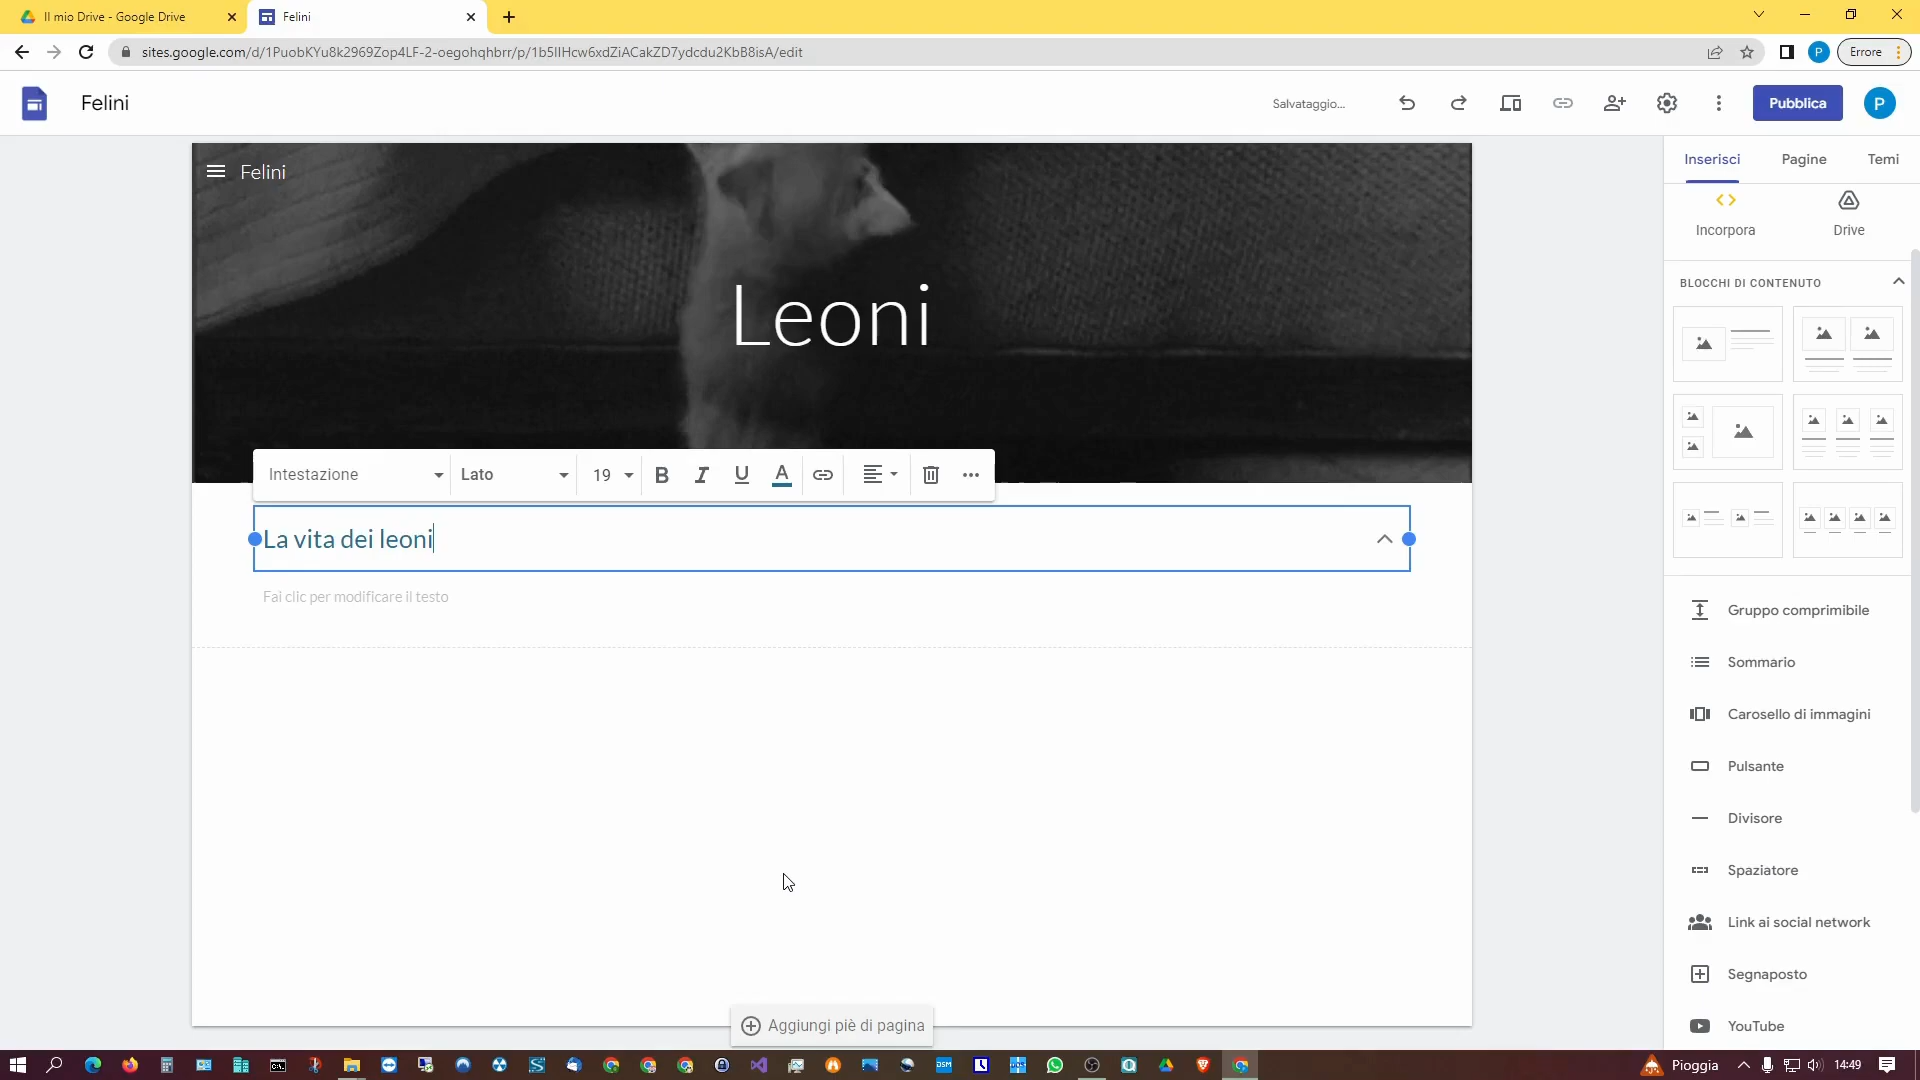 Il mio Drive - Google Drive
Felini
sites.google.com/d/1PuobKYu8k2969Zop4LF-2-oegohqhbrr/p/1b5lIHcw6xdZiACakZD7ydcdu2KbB8isA/edit
P
Errore
Felini
Salvataggio...
Pubblica
P
Felini
Leoni
Inserisci
Pagine
Temi
Incorpora
Drive
BLOCCHI DI CONTENUTO
Intestazione
Lato
19
B
I
U
A
La vita dei leoni
Fai clic per modificare il testo
Gruppo comprimibile
Sommario
Carosello di immagini
Pulsante
Divisore
Spaziatore
Link ai social network
Segnaposto
YouTube
Aggiungi piè di pagina
DSM
Pioggia
14:49